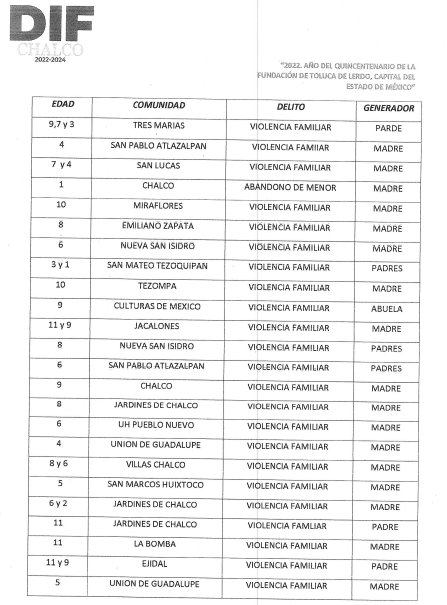 DIF
CHALCO
2022-2024
"2022. AÑO DEL QUINCENTENARIO DE LA
FUNDACIÓN DE TOLUCA DE LERDO, CAPITAL DEL
ESTADO DE MÉXICO"
EDAD COMUNIDAD DELITO GENERADOR
9,7 y 3 TRES MARIAS VIOLENCIA FAMILIAR PARDE
4 SAN PABLO ATLAZALPAN VIOLENCIA FAMIIAR MADRE
7 y 4 SAN LUCAS VIOLENCIA FAMILIAR MADRE
1 CHALCO ABANDONO DE MENOR MADRE
10 MIRAFLORES VIOLENCIA FAMILIAR MADRE
8 EMILIANO ZAPATA VIOLENCIA FAMILIAR MADRE
6 NUEVA SAN ISIDRO VIOLENCIA FAMILIAR MADRE
3 y 1 SAN MATEO TEZOQUIPAN VIOLENCIA FAMILIAR PADRES
10 TEZOMPA VIOLENCIA FAMILIAR MADRE
9 CULTURAS DE MEXICO VIOLENCIA FAMILIAR ABUELA
11 y 9 JACALONES VIOLENCIA FAMILIAR MADRE
8 NUEVA SAN ISIDRO VIOLENCIA FAMILIAR PADRES
6 SAN PABLO ATLAZALPAN VIOLENCIA FAMILIAR PADRES
9 CHALCO VIOLENCIA FAMILIAR MADRE
8 JARDINES DE CHALCO VIOLENCIA FAMILIAR MADRE
6 UH PUEBLO NUEVO VIOLENCIA FAMILIAR MADRE
4 UNION DE GUADALUPE VIOLENCIA FAMILIAR MADRE
8 y 6 VILLAS CHALCO VIOLENCIA FAMILIAR MADRE
5 SAN MARCOS HUIXTOCO VIOLENCIA FAMILIAR MADRE
6 y 2 JARDINES DE CHALCO VIOLENCIA FAMILIAR MADRE
11 JARDINES DE CHALCO VIOLENCIA FAMLIAR PADRE
11 LA BOMBA VIOLENCIA FAMILIAR MADRE
11 y 9 EJIDAL VIOLENCIA FAMILIAR PADRE
5 UNION DE GUADALUPE VIOLENCIA FAMILIAR MADRE